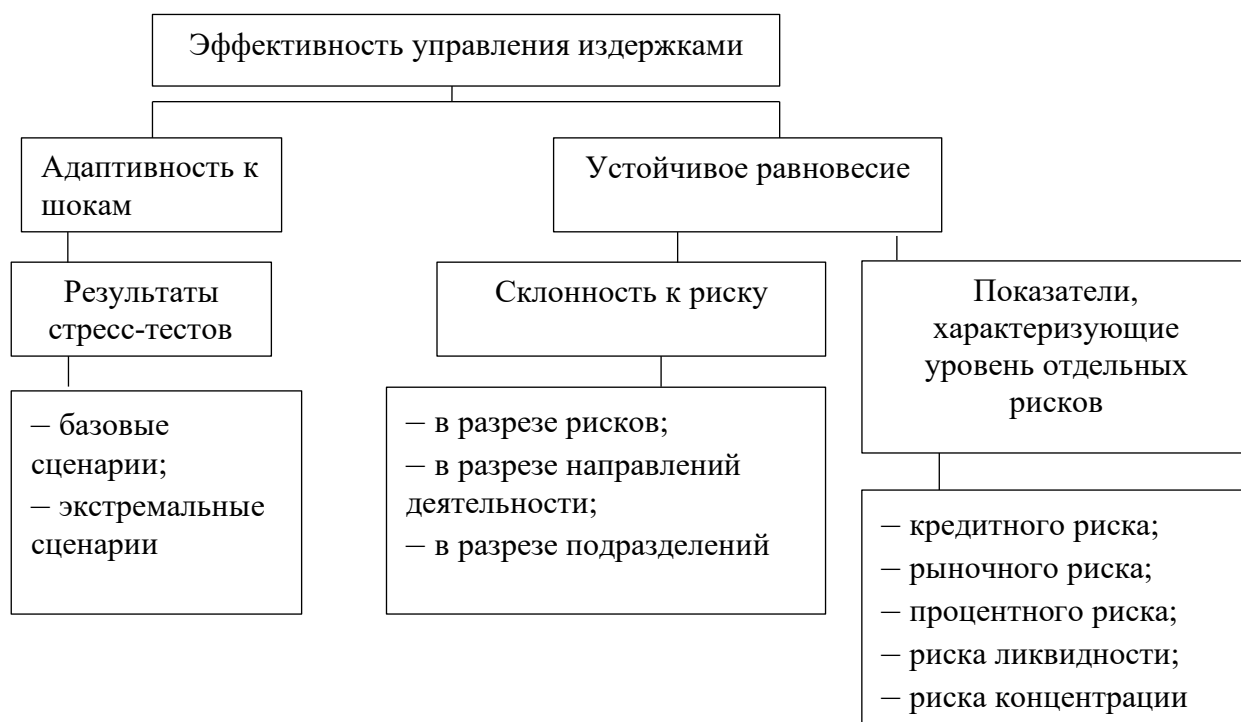 Эффективность управления издержками
Адаптивность к
шокам
Устойчивое равновесие
Результаты
стресс-тестов
Склонность к риску
Показатели,
характеризующие
уровень отдельных
рисков
– базовые
сценарии;
– экстремальные
сценарии
– в разрезе рисков;
– в разрезе направлений
деятельности;
– в разрезе подразделений
– кредитного риска;
– рыночного риска;
– процентного риска;
– риска ликвидности;
– риска концентрации